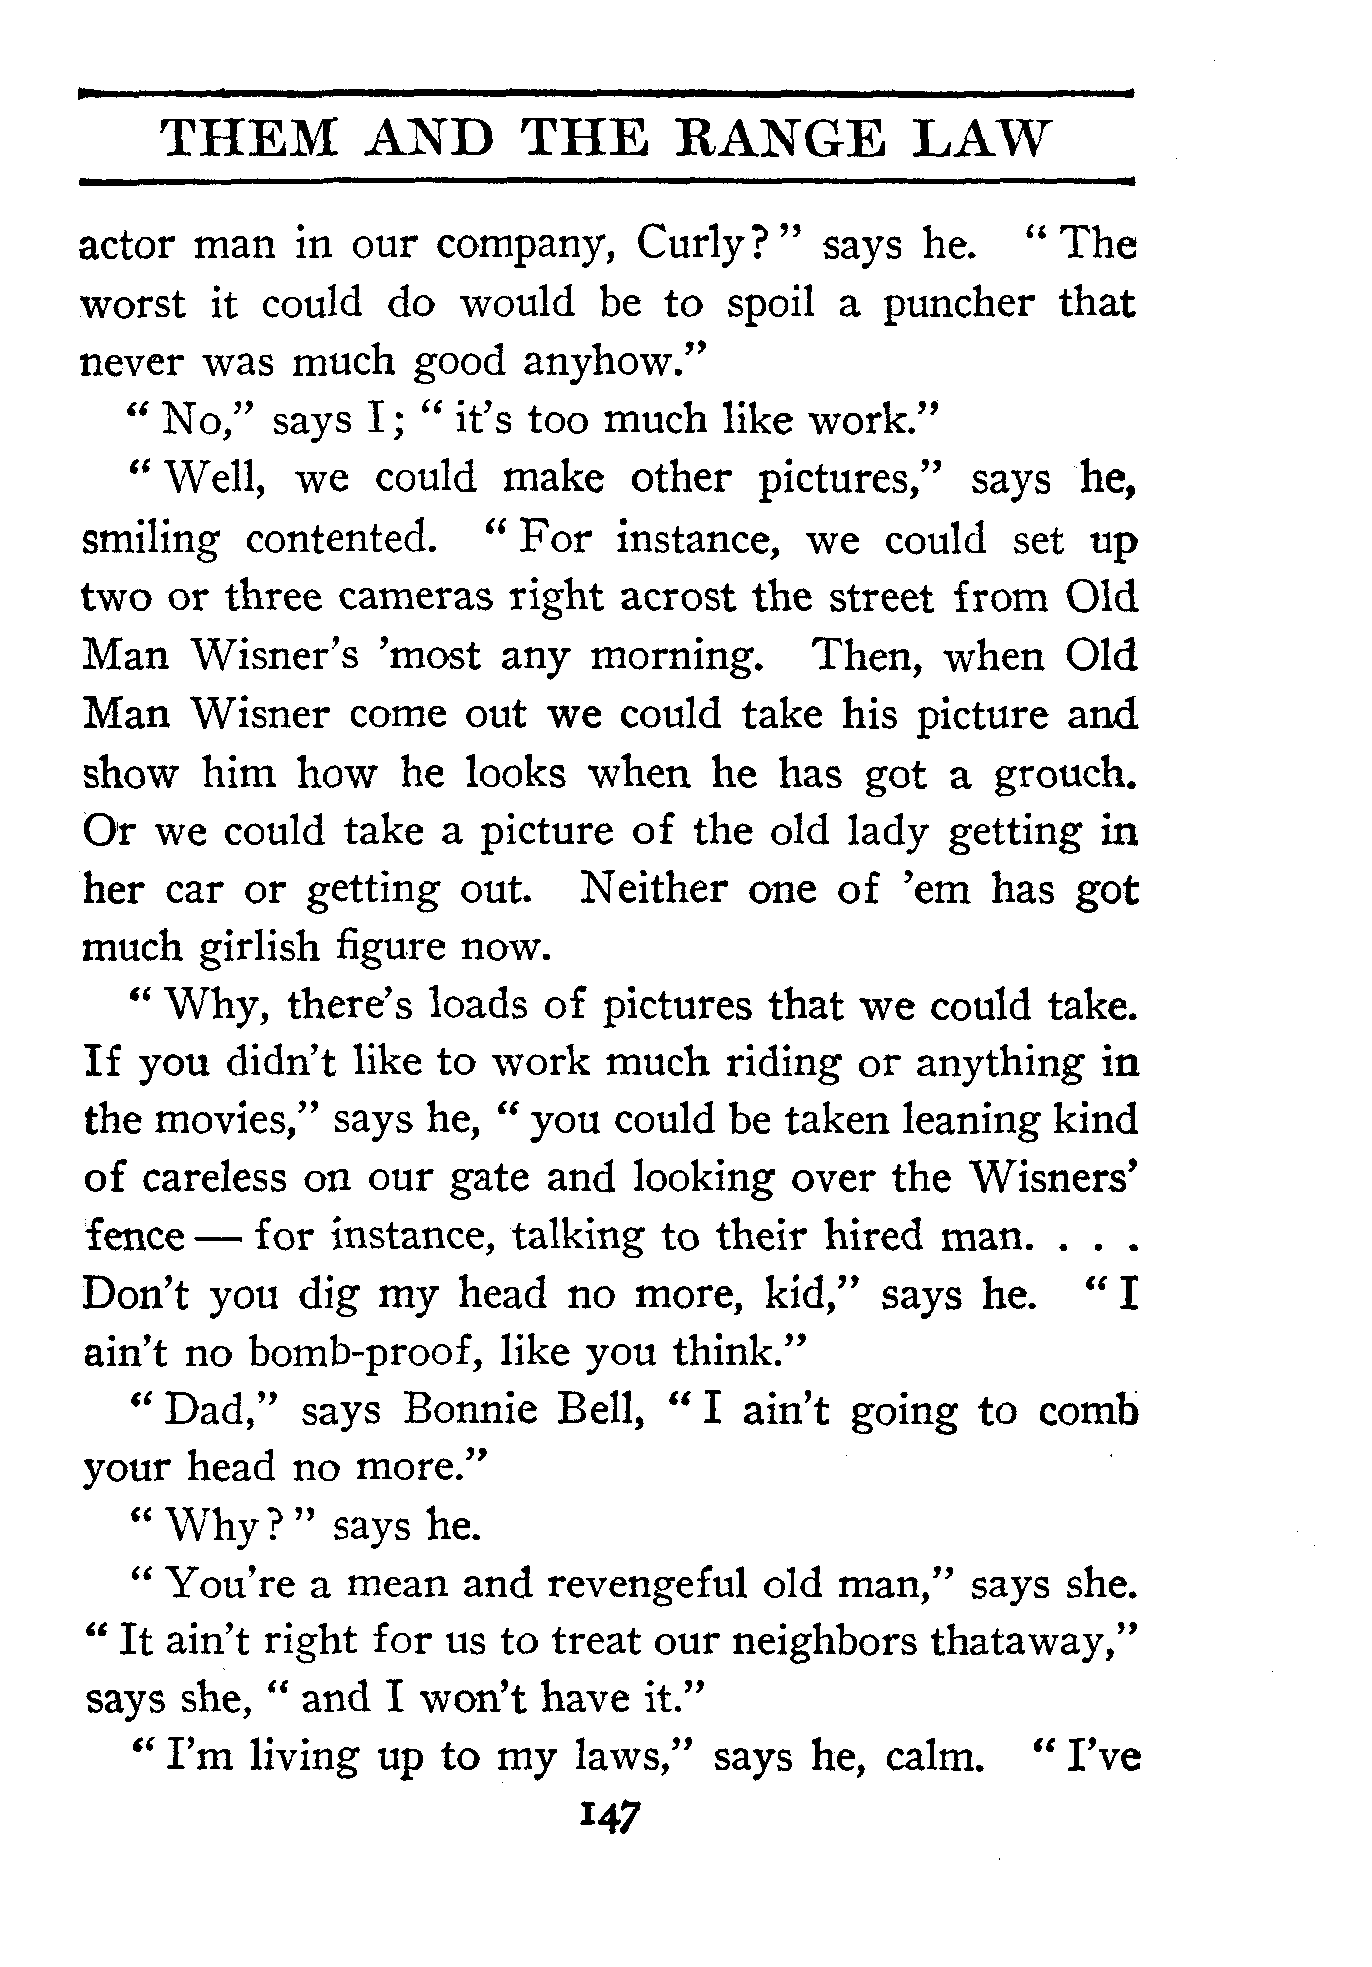 THEM AND THE RANGE LAW
actor man in our company, Curly?" says he. "The
worst it could do would be to spoil a puncher that
never was much good anyhow."
"No," says I; "it's too much like work."
"Well, we could make other pictures," says he,
smiling contented. "For instance, we could set up
two or three cameras right acrost the street from Old
Man Wisner's 'most any morning. Then, when Old
Man Wisner come out we could take his picture and
show him how he looks when he has got a grouch.
Or we could take a picture of the old lady getting in
her car or getting out. Neither one of 'em has got
much girlish figure now.
"Why, there's loads of pictures that we could take.
If you didn't like to work much riding or anything in
the movies," says he, "you could be taken leaning kind
of careless on our gate and looking over the Wisners'
fence — for instance, talking to their hired man. . . .
Don't you dig my head no more, kid," says he. "I
ain't no bomb-proof, like you think."
"Dad," says Bonnie Bell, "I ain't going to comb
your head no more."
"Why?" says he.
"You're a mean and revengeful old man," says she.
"It ain't right for us to treat our neighbors thataway,"
says she, "and I won't have it."
"I'm living up to my laws," says he, calm. "I've
147